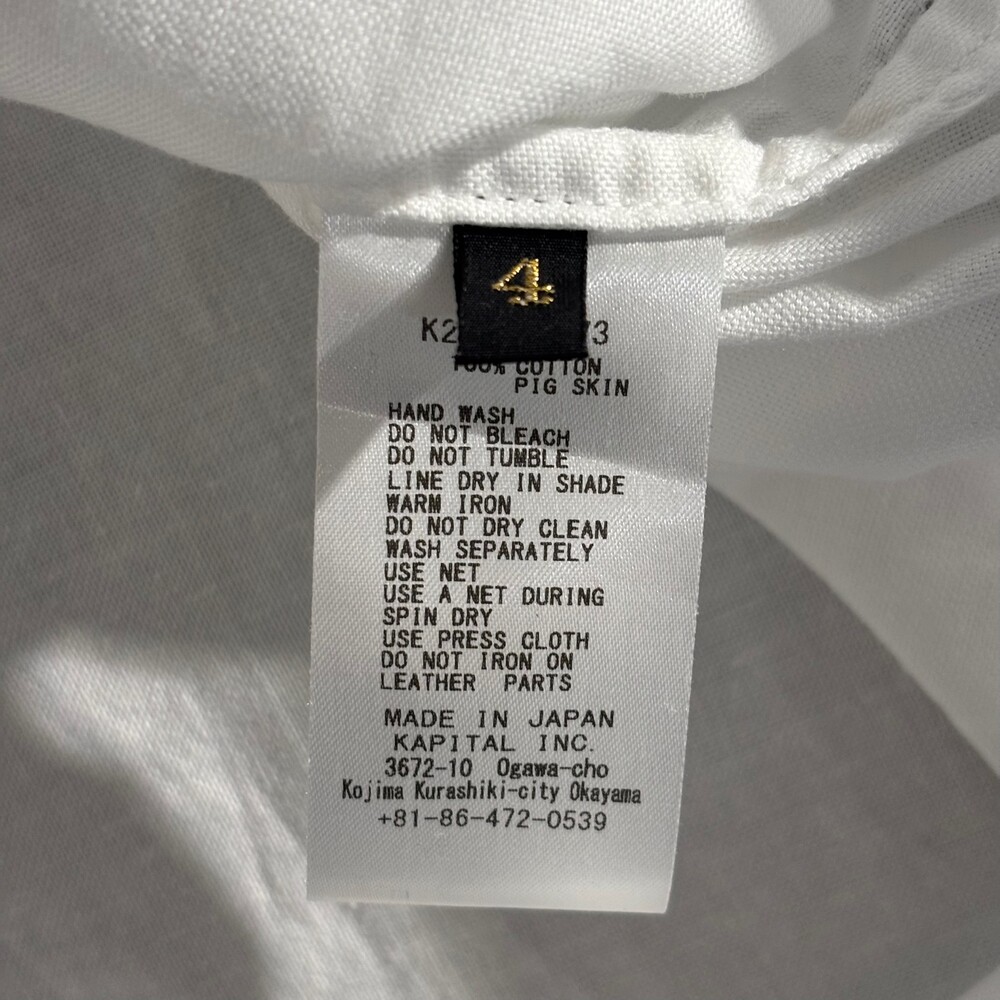 4
K2 3
100% COTTON
PIG SKIN
HAND WASH
DO NOT BLEACH
DO NOT TUMBLE
LINE DRY IN SHADE
WARM IRON
DO NOT DRY CLEAN
WASH SEPARATELY
USE NET
USE A NET DURING
SPIN DRY
USE PRESS CLOTH
DO NOT IRON ON
LEATHER PARTS
MADE IN JAPAN
KAPITAL INC.
3672-10 Ogawa-cho
Kojima Kurashiki-city Okayama
+81-86-472-0539